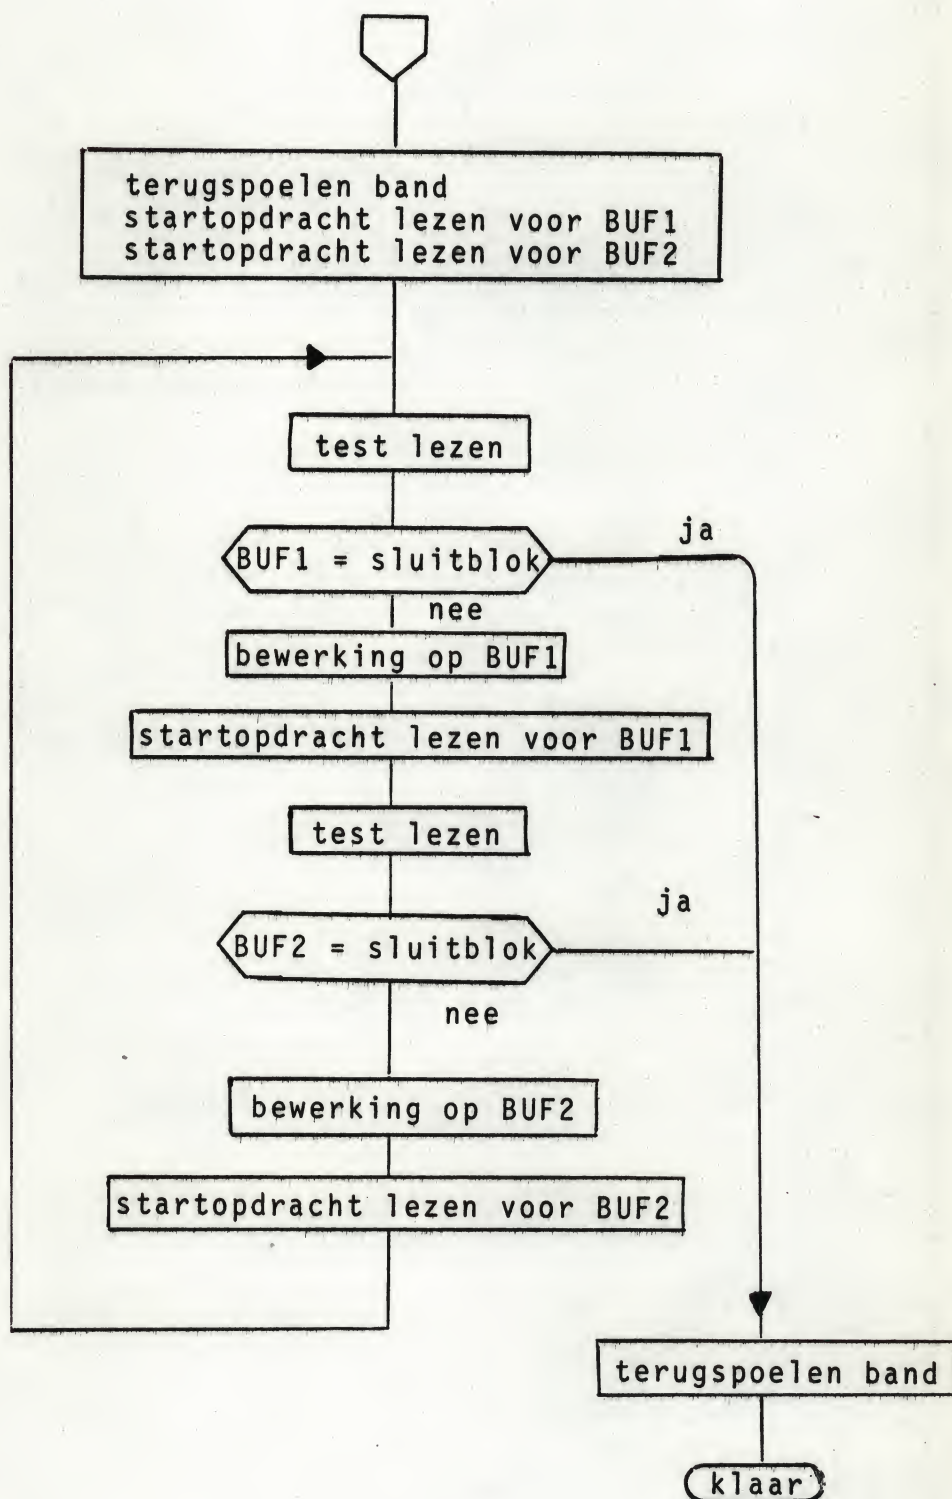 terugspoelen band
startopdracht lezen voor BUF1
startopdracht lezen voor BUF2
test lezen
BUF1 = sluitblok
ja
nee
bewerking op BUF1
startopdracht lezen voor BUF1
test lezen
ja
BUF2 = sluitblok
nee
bewerking op BUF2
startopdracht lezen voor BUF2
terugspoelen band
klaar